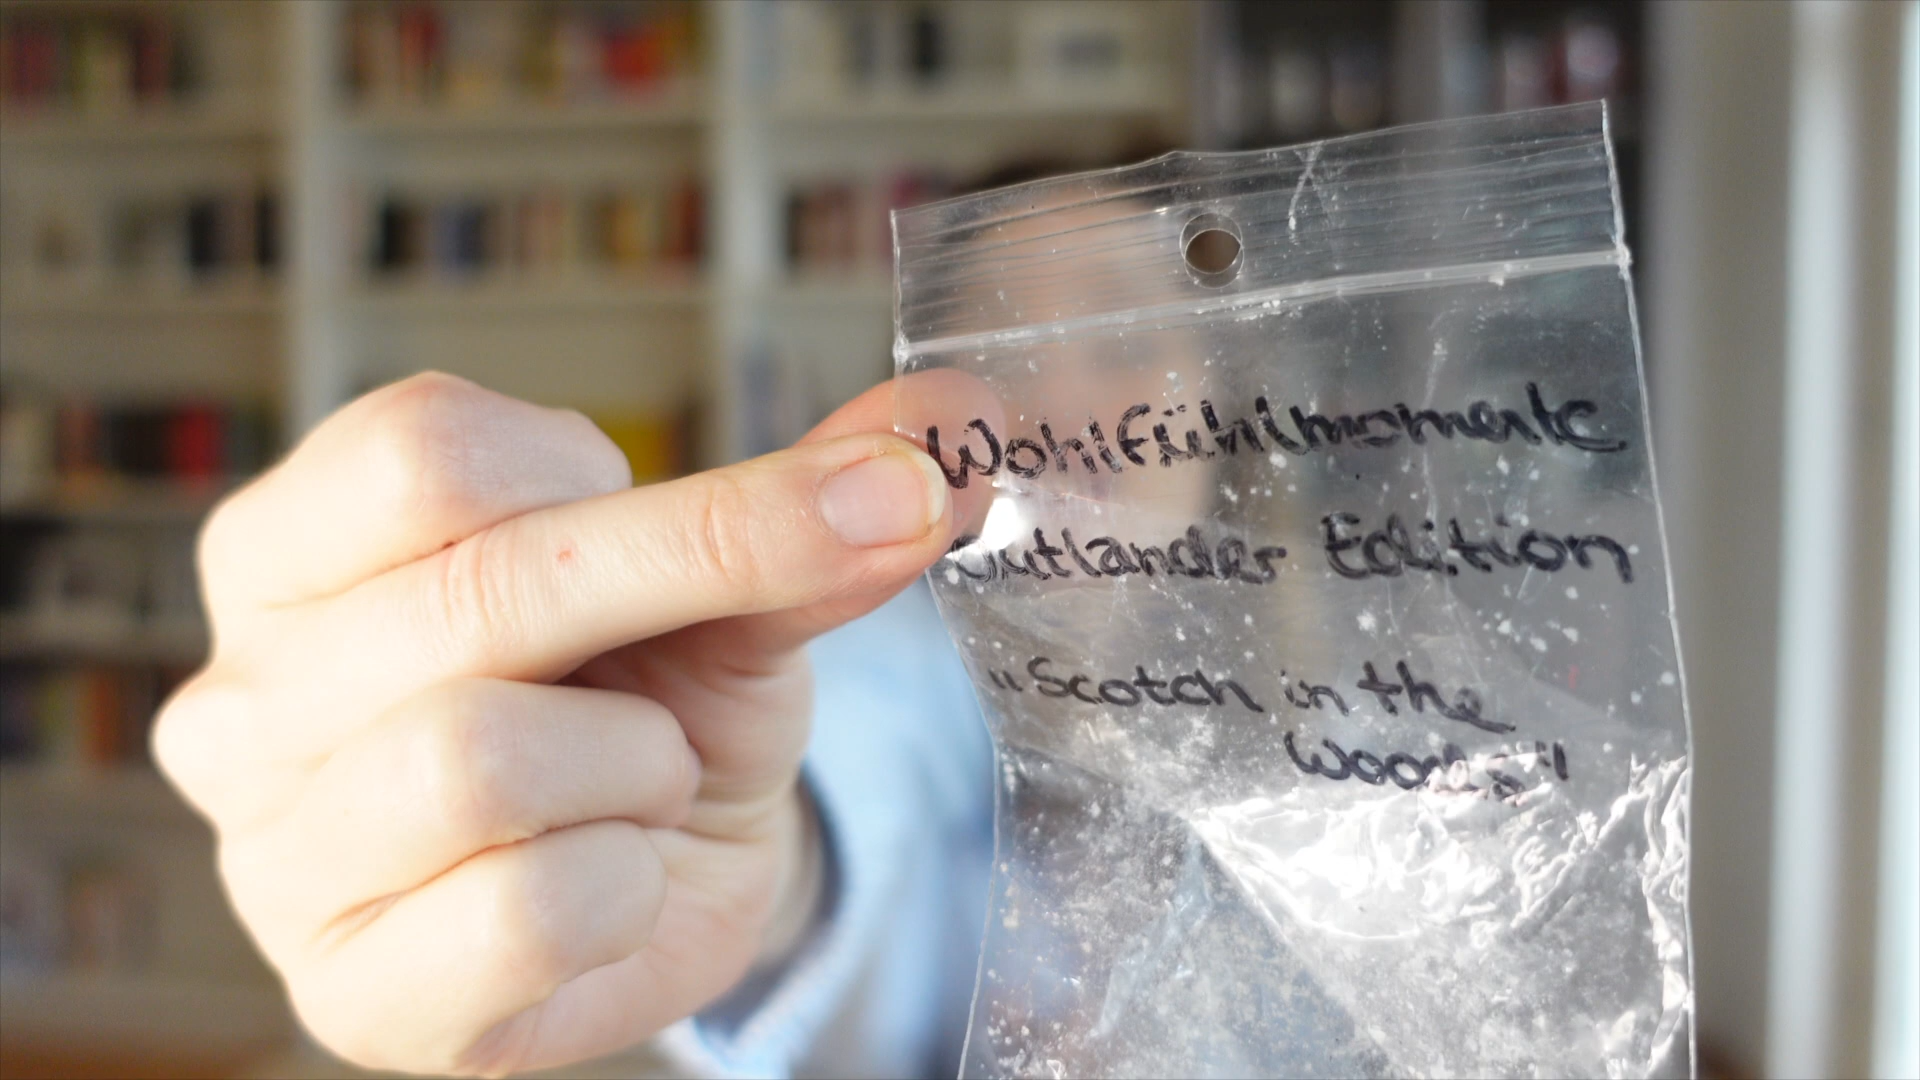 Wohlfühlmomente
Outlander Edition
"Scotch in the
Woods"